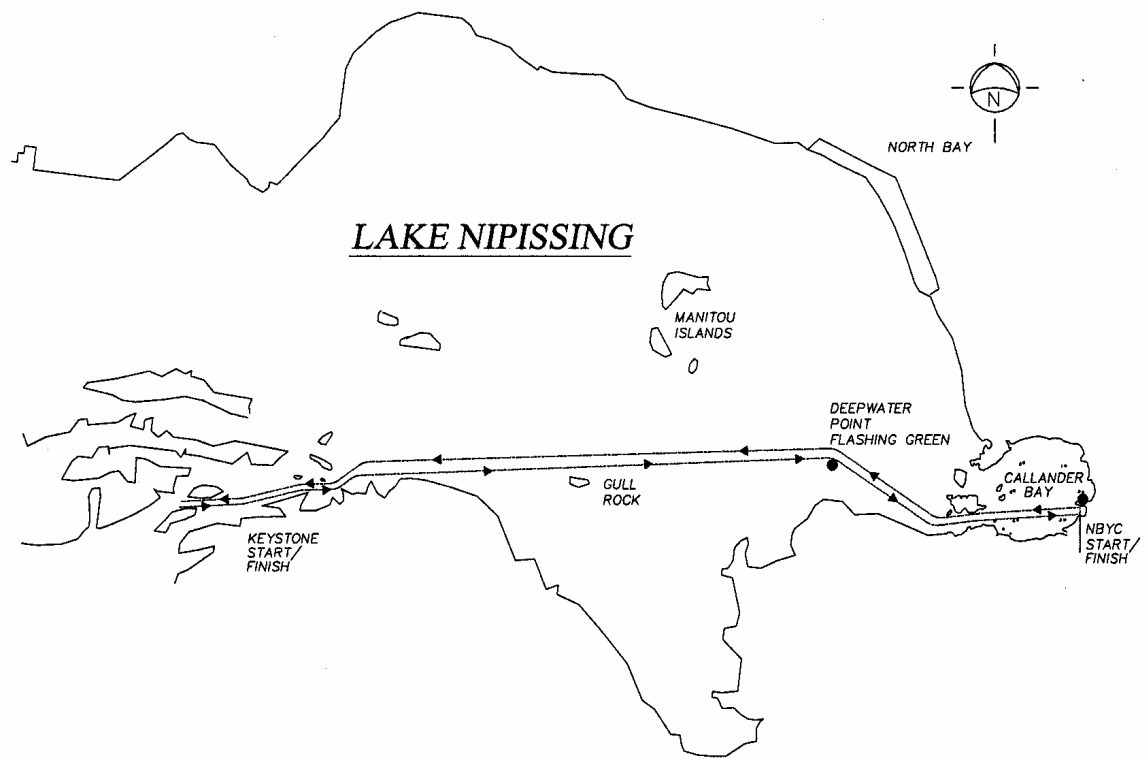 N
NORTH BAY
LAKE NIPISSING
MANITOU
ISLANDS
DEEPWATER
POINT
FLASHING GREEN
CALLANDER
BAY
GULL
ROCK
KEYSTONE
START/
FINISH
NBYC
START/
FINISH